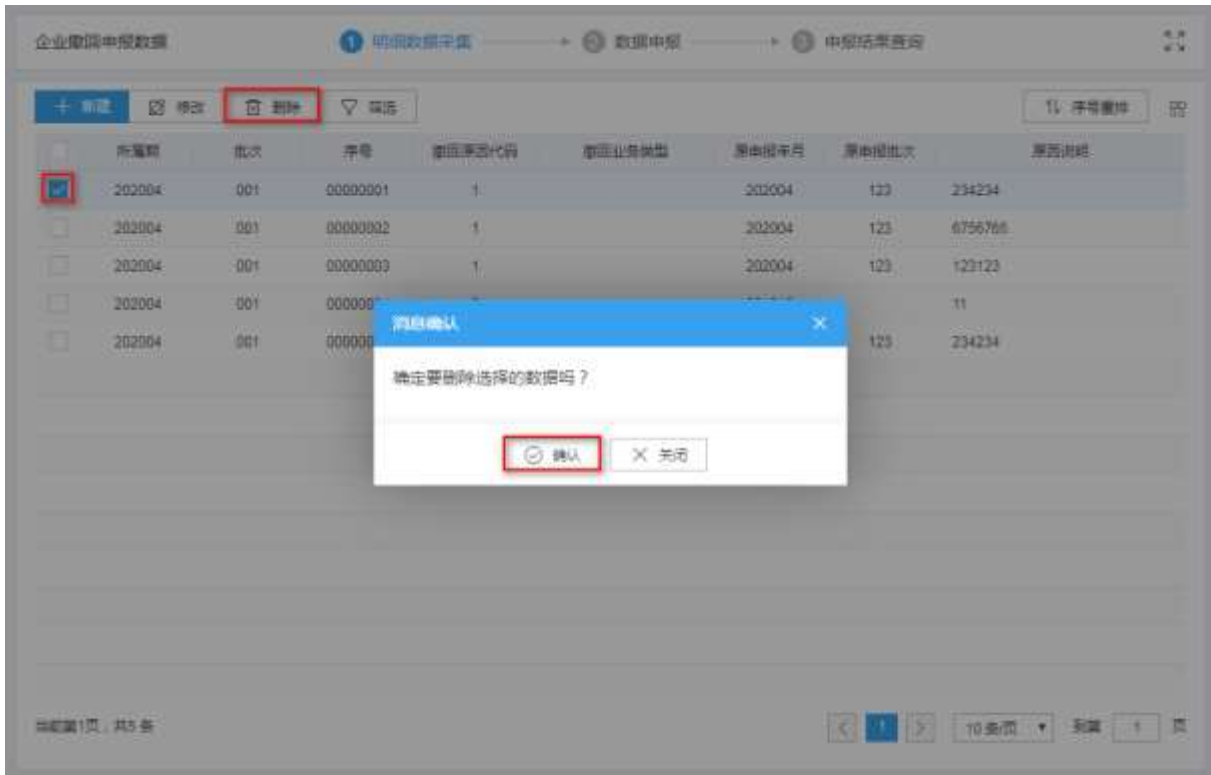 企业撤回申报数据 1 明细数据采集 2 数据申报 3 申报结果查询
新建 修改 删除 筛选 序号重排
所属期 批次 序号 撤回原因代码 撤回业务类型 原申报年月 原申报批次 原因说明
202004 001 00000001 1 202004 123 234234
202004 001 00000002 1 202004 123 6756765
202004 001 00000003 1 202004 123 123123
202004 001 000000 11
202004 001 000000 123 234234
消息确认
确定要删除选择的数据吗？
确认 关闭
当前第1页，共5 条 1 10 条/页 到第 1 页